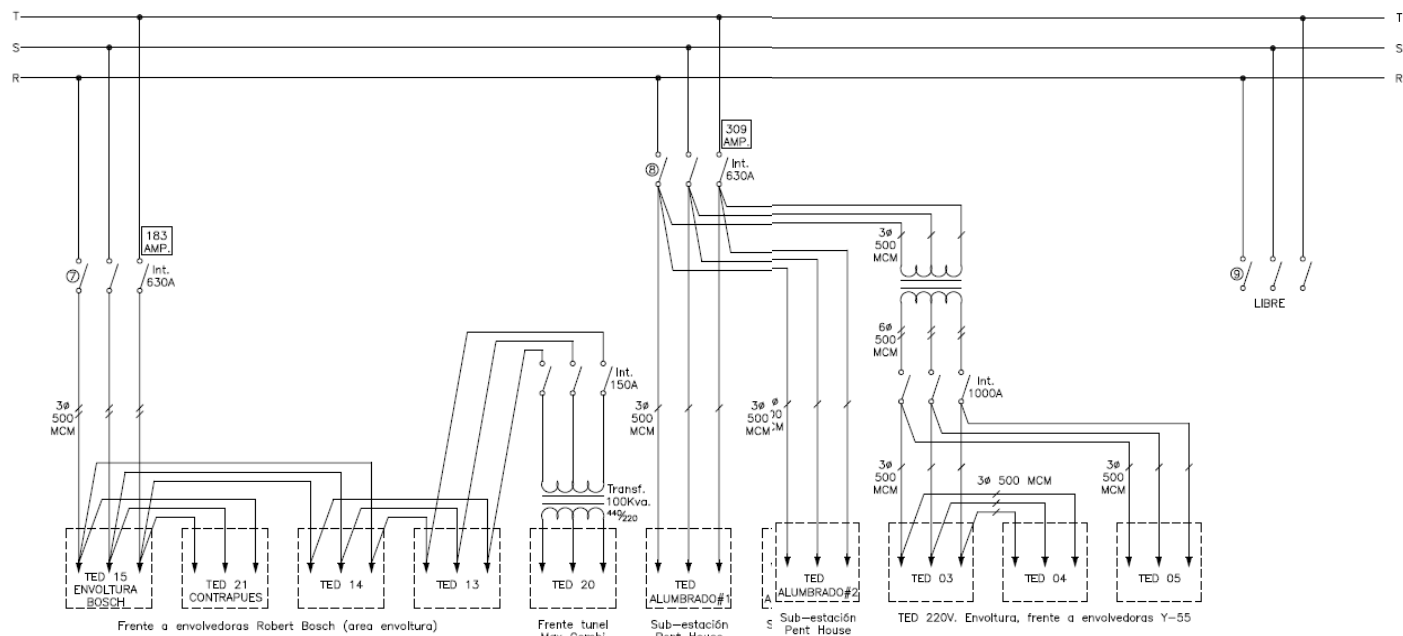 T
T
S
S
R
R
309
AMP.
⑧
Int.
630A
183
AMP.
⑦
Int.
630A
3ø
500
MCM
⑨
LIBRE
6ø
500
MCM
Int.
150A
Int.
1000A
3ø
500
MCM
3ø
500
MCM
3ø
500
MCM
3ø
500
MCM
3ø 500 MCM
3ø
500
MCM
Transf.
100Kva.
440/220
TED 15
ENVOLTURA
BOSCH
TED 21
CONTRAPUES
TED 14
TED 13
TED 20
TED
ALUMBRADO#1
TED
ALUMBRADO#2
TED 03
TED 04
TED 05
Frente a envolvedoras Robert Bosch (area envoltura)
Frente tunel
Sub-estación
Pent House
Sub-estación
Pent House
TED 220V. Envoltura, frente a envolvedoras Y-55